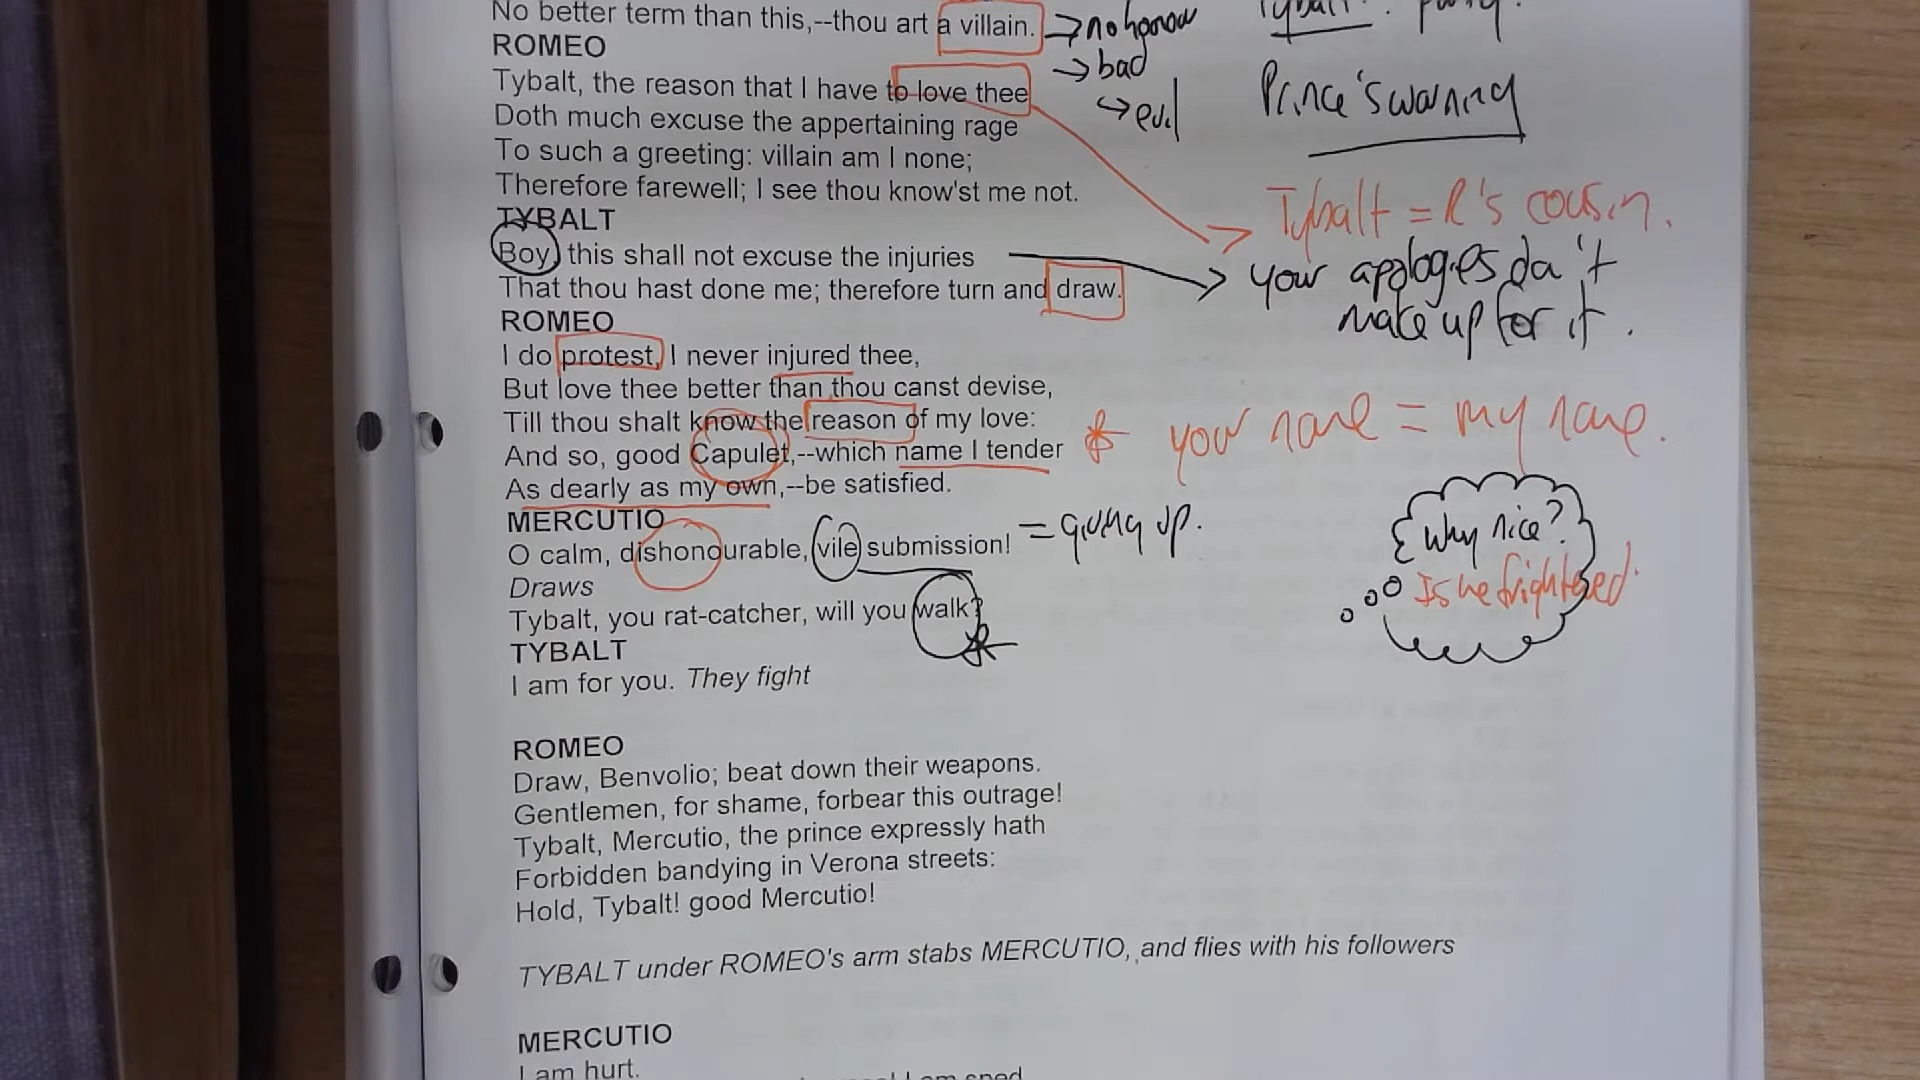 No better term than this,--thou art a villain. → no honour
Tybalt : party.
ROMEO
→ bad
Tybalt, the reason that I have to love thee
Prince's warning
↪ evil
Doth much excuse the appertaining rage
To such a greeting: villain am I none;
Therefore farewell; I see thou know'st me not.
Tybalt = R's cousin.
TYBALT
Boy, this shall not excuse the injuries
your apologies don't
That thou hast done me; therefore turn and draw.
make up for it.
ROMEO
I do protest, I never injured thee,
But love thee better than thou canst devise,
Till thou shalt know the reason of my love:
your name = my name.
And so, good Capulet,--which name I tender
As dearly as my own,--be satisfied.
MERCUTIO
O calm, dishonourable, vile submission! = giving up.
Why nice?
Is he frightened.
Draws
Tybalt, you rat-catcher, will you walk?
TYBALT
I am for you. They fight
ROMEO
Draw, Benvolio; beat down their weapons.
Gentlemen, for shame, forbear this outrage!
Tybalt, Mercutio, the prince expressly hath
Forbidden bandying in Verona streets:
Hold, Tybalt! good Mercutio!
TYBALT under ROMEO's arm stabs MERCUTIO, and flies with his followers
MERCUTIO
I am hurt.
I am sped